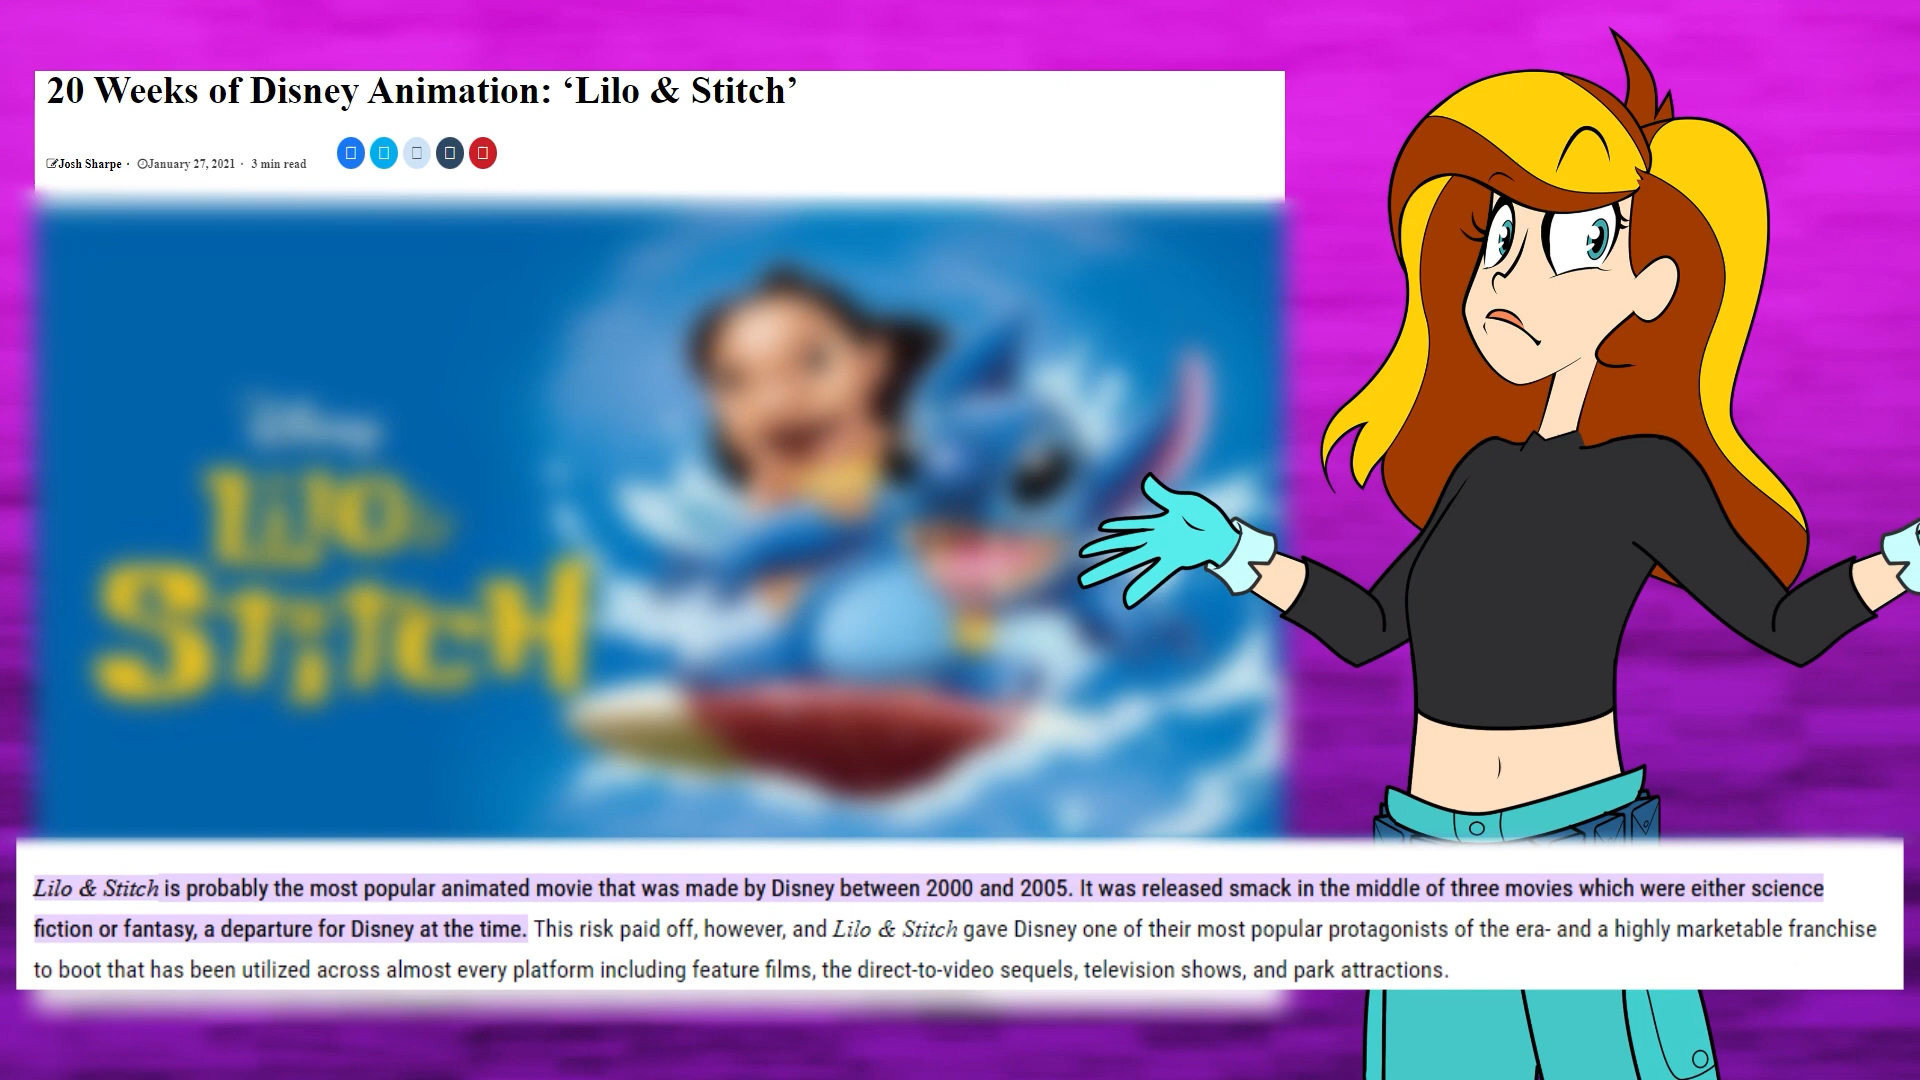 20 Weeks of Disney Animation: ‘Lilo & Stitch’
Josh Sharpe · January 27, 2021 · 3 min read
Disney
Lilo &
Stitch
Lilo & Stitch is probably the most popular animated movie that was made by Disney between 2000 and 2005. It was released smack in the middle of three movies which were either science
fiction or fantasy, a departure for Disney at the time. This risk paid off, however, and Lilo & Stitch gave Disney one of their most popular protagonists of the era- and a highly marketable franchise
to boot that has been utilized across almost every platform including feature films, the direct-to-video sequels, television shows, and park attractions.